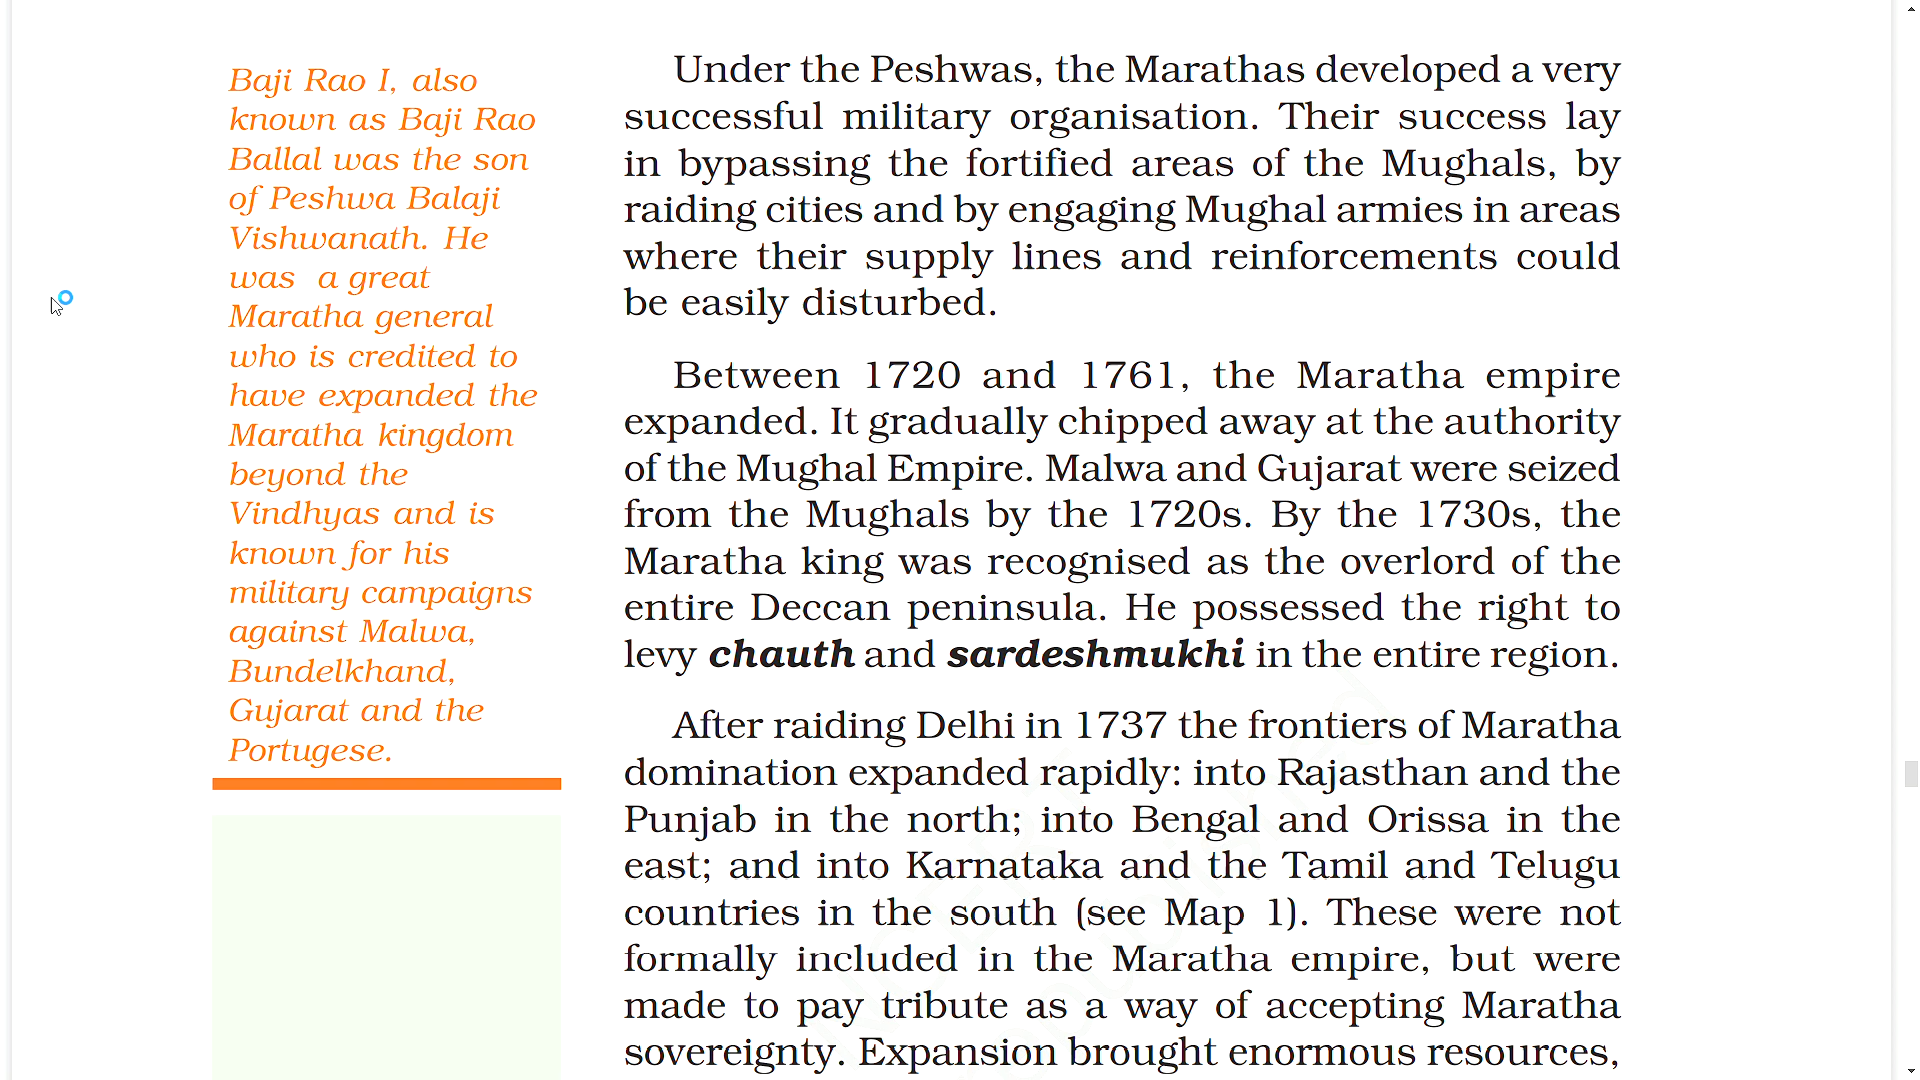 Baji Rao I, also
known as Baji Rao
Ballal was the son
of Peshwa Balaji
Vishwanath. He
was a great
Maratha general
who is credited to
have expanded the
Maratha kingdom
beyond the
Vindhyas and is
known for his
military campaigns
against Malwa,
Bundelkhand,
Gujarat and the
Portugese.
Under the Peshwas, the Marathas developed a very
successful military organisation. Their success lay
in bypassing the fortified areas of the Mughals, by
raiding cities and by engaging Mughal armies in areas
where their supply lines and reinforcements could
be easily disturbed.
Between 1720 and 1761, the Maratha empire
expanded. It gradually chipped away at the authority
of the Mughal Empire. Malwa and Gujarat were seized
from the Mughals by the 1720s. By the 1730s, the
Maratha king was recognised as the overlord of the
entire Deccan peninsula. He possessed the right to
levy chauth and sardeshmukhi in the entire region.
After raiding Delhi in 1737 the frontiers of Maratha
domination expanded rapidly: into Rajasthan and the
Punjab in the north; into Bengal and Orissa in the
east; and into Karnataka and the Tamil and Telugu
countries in the south (see Map 1). These were not
formally included in the Maratha empire, but were
made to pay tribute as a way of accepting Maratha
sovereignty. Expansion brought enormous resources,